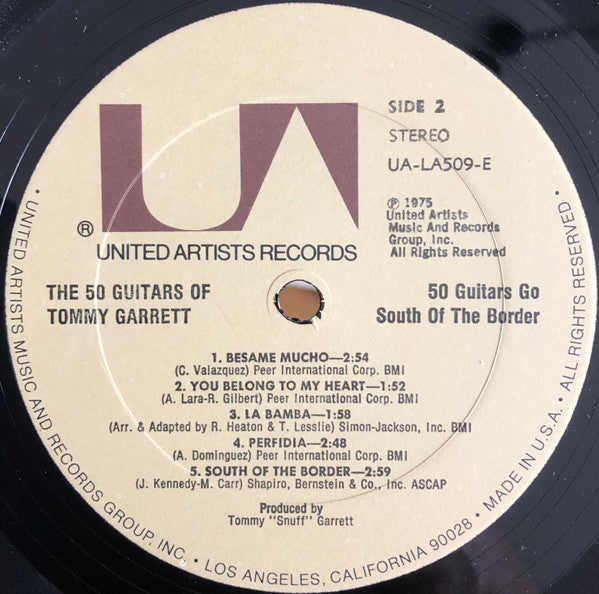 UA
SIDE 2
STEREO
UA-LA509-E
℗ 1975
United Artists
Music And Records
Group, Inc.
All Rights Reserved
®
UNITED ARTISTS RECORDS
THE 50 GUITARS OF
TOMMY GARRETT
50 Guitars Go
South Of The Border
1. BESAME MUCHO—2:54
(C. Valazquez) Peer International Corp. BMI
2. YOU BELONG TO MY HEART—1:52
(A. Lara-R. Gilbert) Peer International Corp. BMI
3. LA BAMBA—1:58
(Arr. & Adapted by R. Heaton & T. Lesslie) Simon-Jackson, Inc. BMI
4. PERFIDIA—2:48
(A. Dominguez) Peer International Corp. BMI
5. SOUTH OF THE BORDER—2:59
(J. Kennedy-M. Carr) Shapiro, Bernstein & Co., Inc. ASCAP
Produced by
Tommy "Snuff" Garrett
• UNITED ARTISTS MUSIC AND RECORDS GROUP, INC. • LOS ANGELES, CALIFORNIA 90028 • MADE IN U.S.A. • ALL RIGHTS RESERVED •